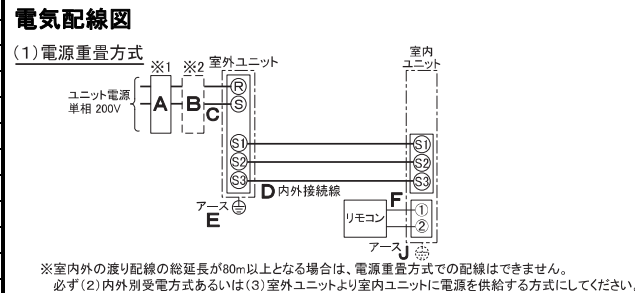 電気配線図
(1)電源重畳方式
※1 ※2 室外ユニット
室内
ユニット
ユニット電源
単相 200V
A B C
R
S
S1 S1
S2 S2
S3 S3
D 内外接続線
アース
E
F
リモコン
①
②
アース J
※室内外の渡り配線の総延長が80m以上となる場合は、電源重畳方式での配線はできません。
必ず(2)内外別受電方式あるいは(3)室外ユニットより室内ユニットに電源を供給する方式にしてください。